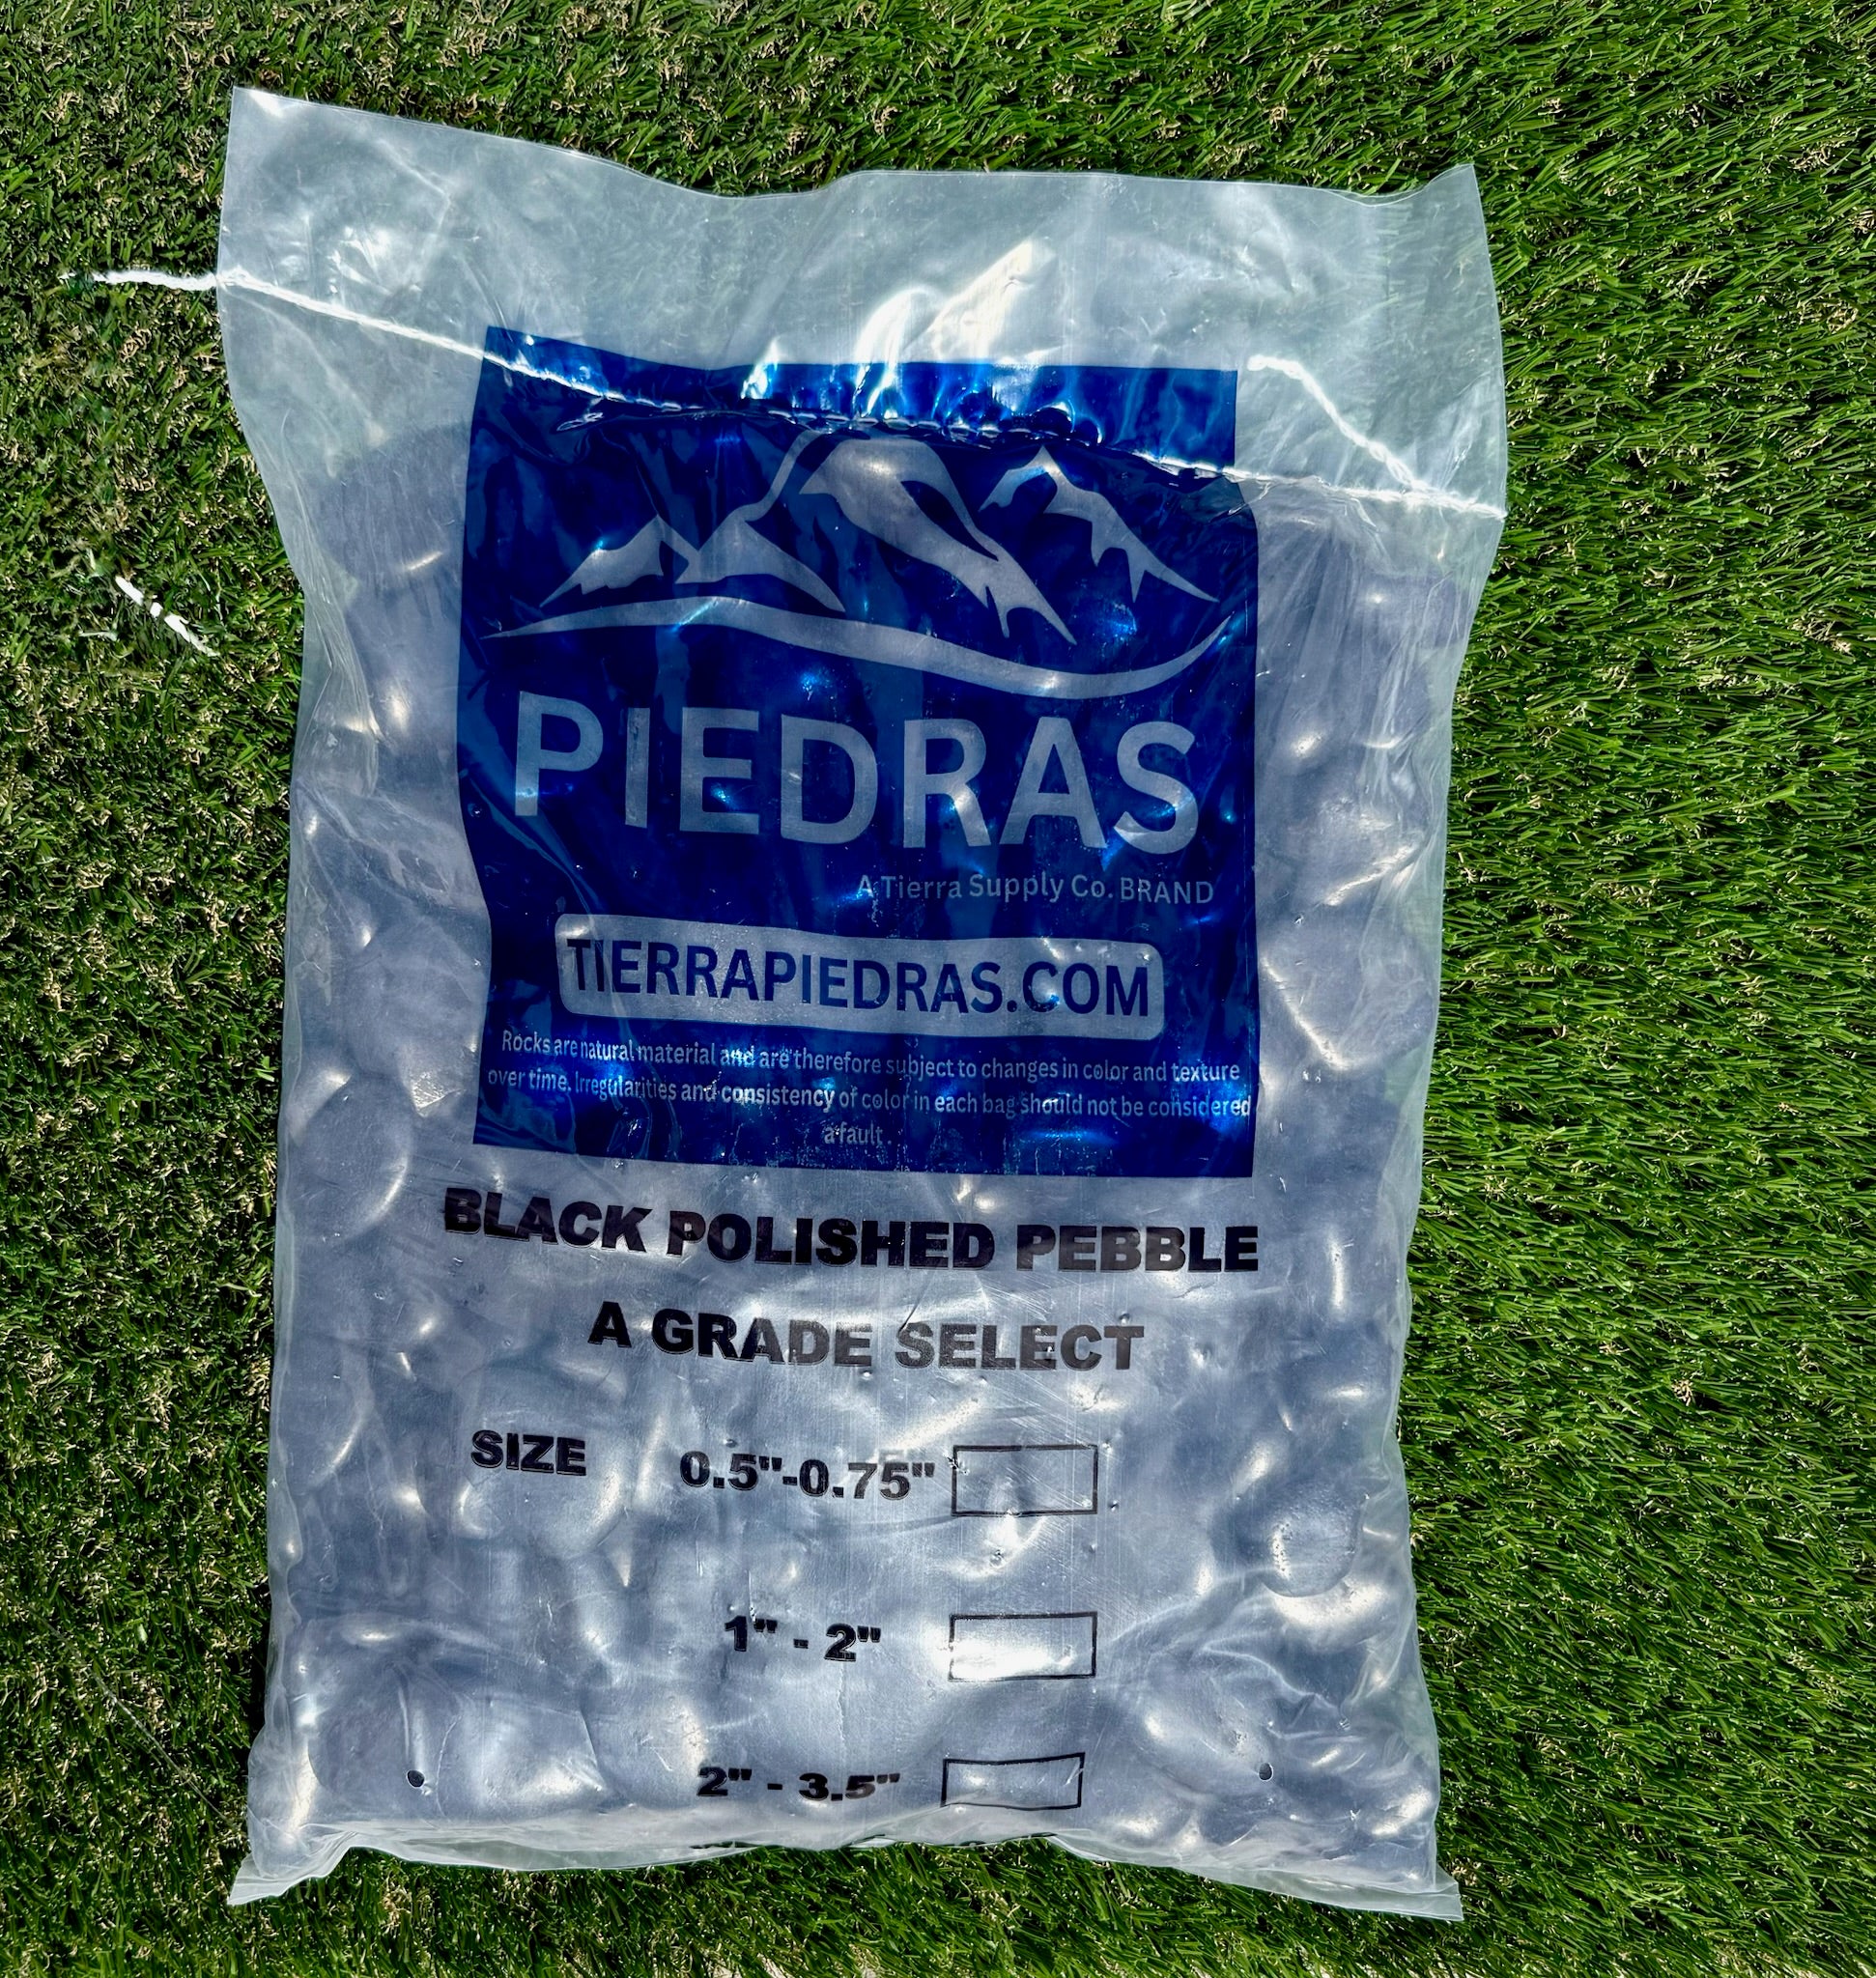 PIEDRAS
A Tierra Supply Co. BRAND
TIERRAPIEDRAS.COM
Rocks are natural material and are therefore subject to changes in color and texture
over time. Irregularities and consistency of color in each bag should not be considered
a fault.
BLACK POLISHED PEBBLE
A GRADE SELECT
SIZE 0.5"-0.75"
1" - 2"
2" - 3.5"